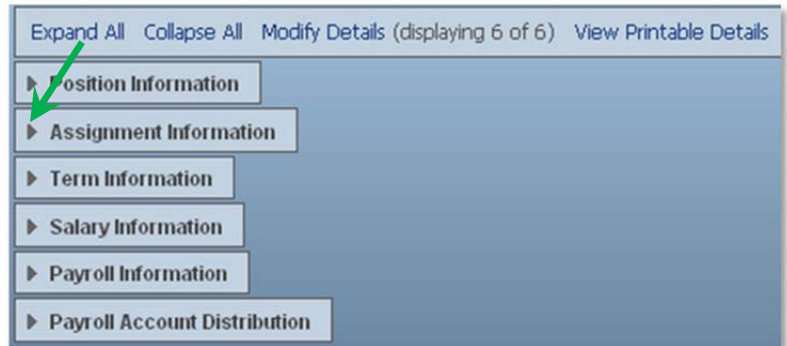 Expand All Collapse All Modify Details (displaying 6 of 6) View Printable Details
Position Information
Assignment Information
Term Information
Salary Information
Payroll Information
Payroll Account Distribution